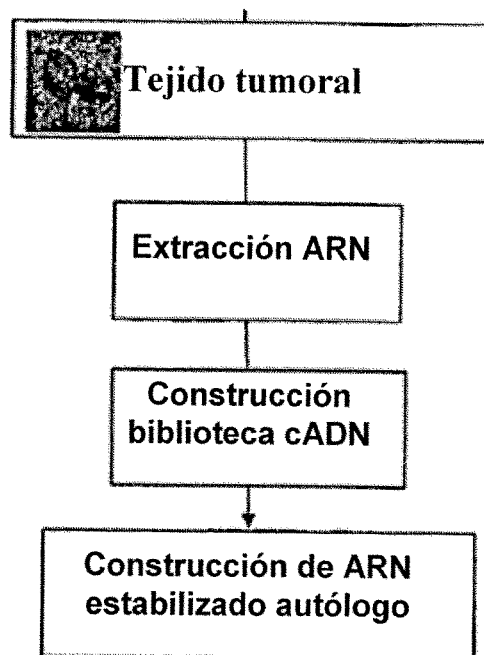 Tejido tumoral
Extracción ARN
Construcción
biblioteca cADN
Construcción de ARN
estabilizado autólogo